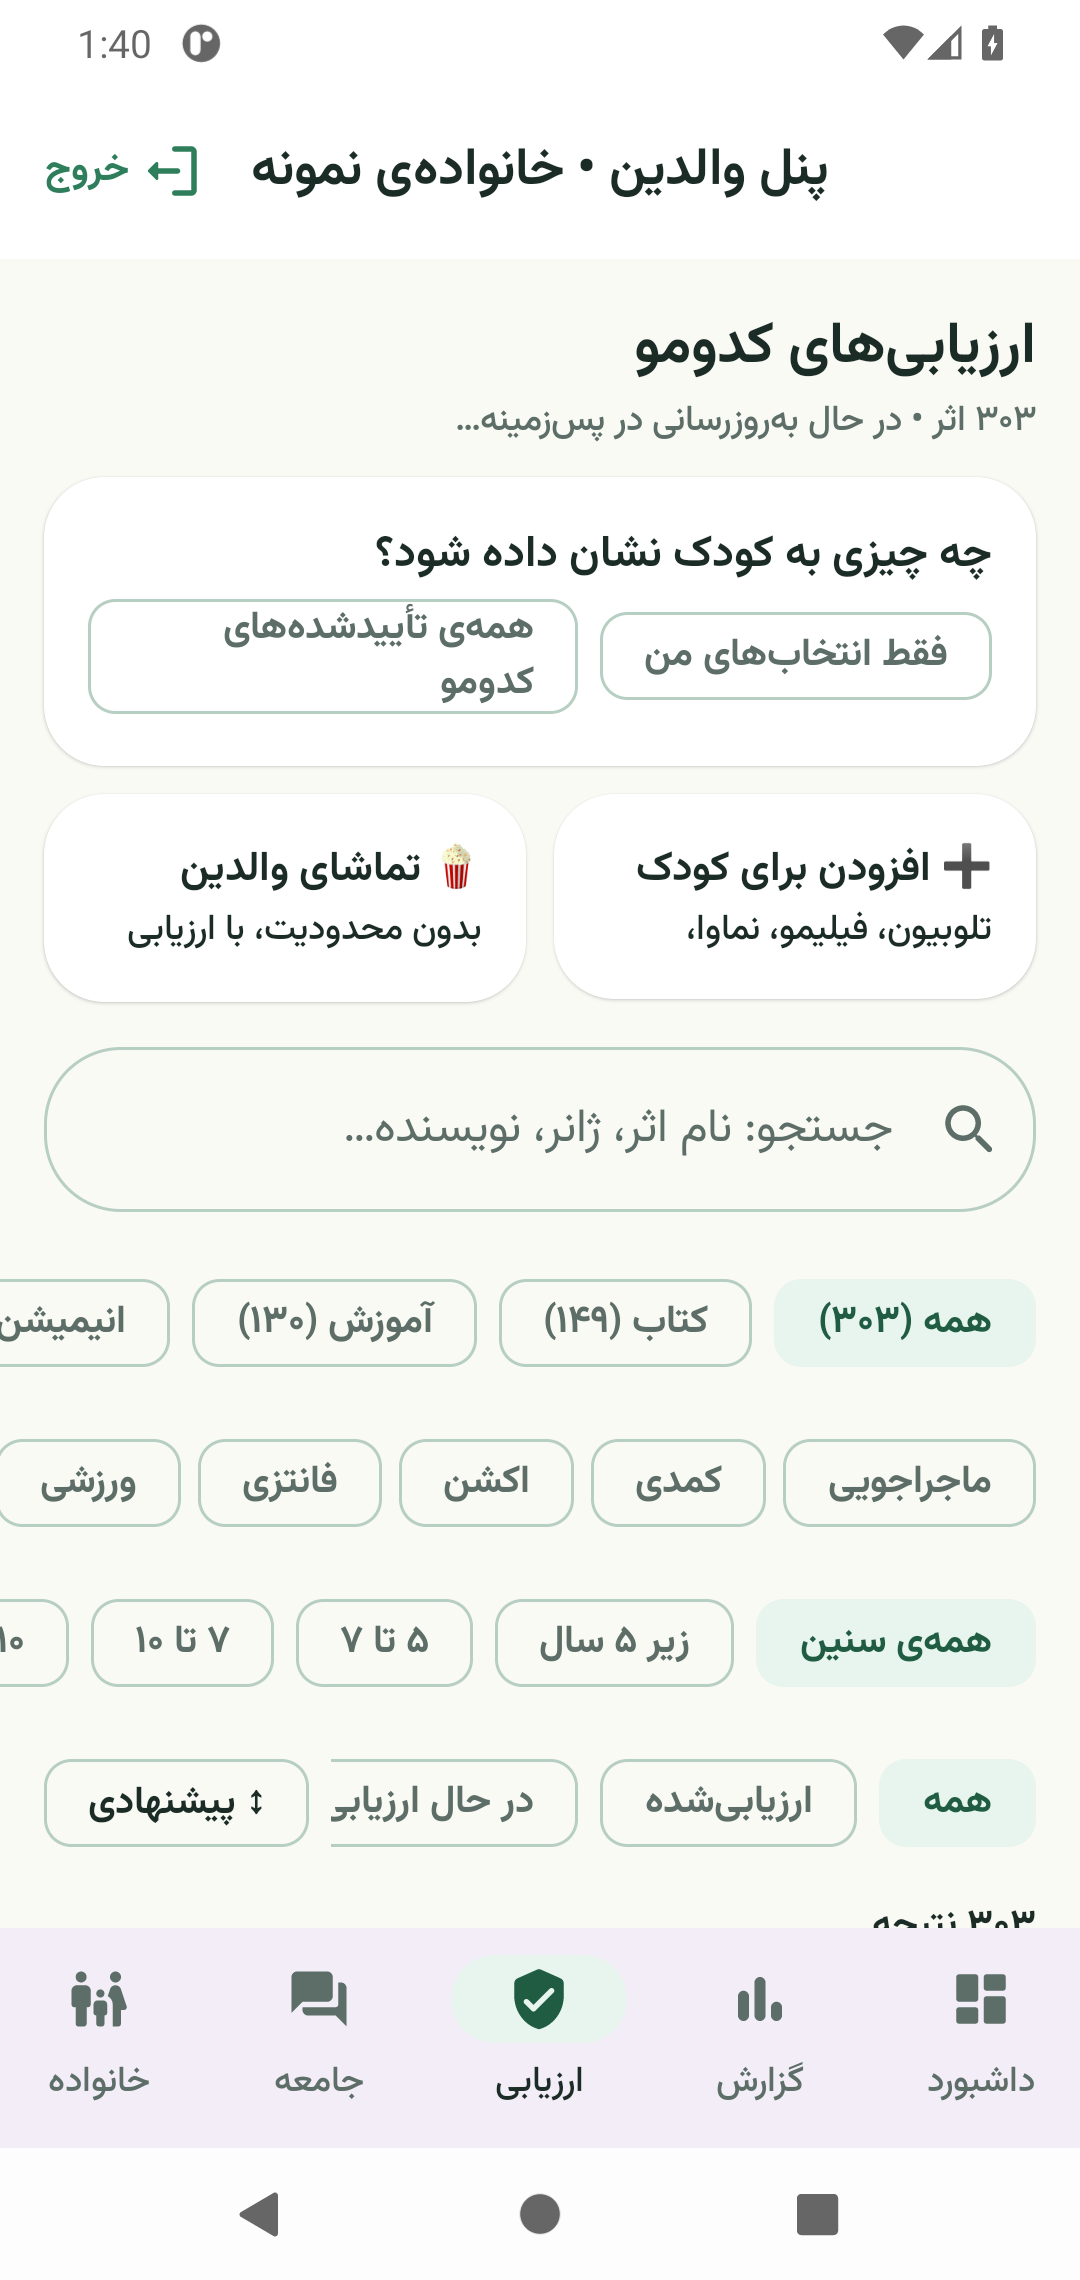 1:40
پنل والدین • خانواده‌ی نمونه
خروج
ارزیابی‌های کدومو
۳۰۳ اثر • در حال به‌روزرسانی در پس‌زمینه...
چه چیزی به کودک نشان داده شود؟
فقط انتخاب‌های من
همه‌ی تأییدشده‌های
کدومو
➕ افزودن برای کودک
تلوبیون، فیلیمو، نماوا،
🍿 تماشای والدین
بدون محدودیت، با ارزیابی
جستجو: نام اثر، ژانر، نویسنده...
همه (۳۰۳)
کتاب (۱۴۹)
آموزش (۱۳۰)
انیمیشن
ماجراجویی
کمدی
اکشن
فانتزی
ورزشی
همه‌ی سنین
زیر ۵ سال
۵ تا ۷
۷ تا ۱۰
۱۰
همه
ارزیابی‌شده
در حال ارزیابی
↕ پیشنهادی
۳۰۳ نتیجه
داشبورد
گزارش
ارزیابی
جامعه
خانواده